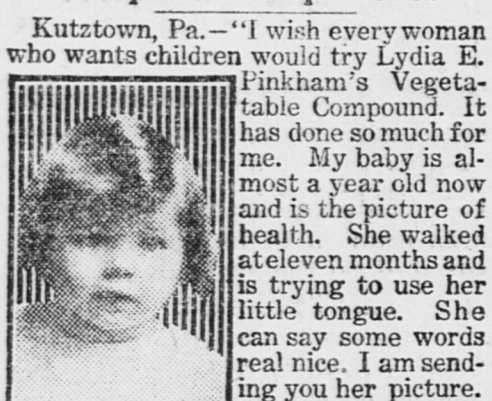 Kutztown, Pa.—"I wish every woman
who wants children would try Lydia E.
Pinkham's Vegeta-
table Compound. It
has done so much for
me. My baby is al-
most a year old now
and is the picture of
health. She walked
at eleven months and
is trying to use her
little tongue. She
can say some words
real nice. I am send-
ing you her picture.